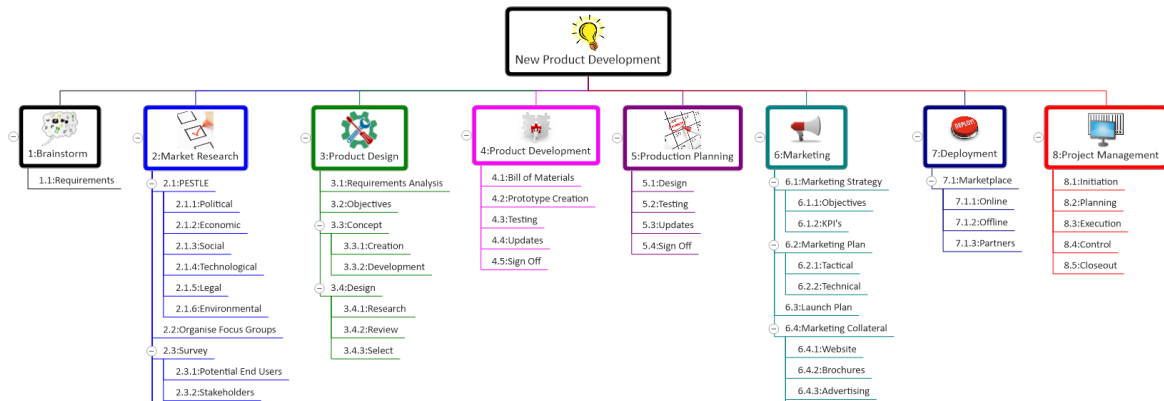 New Product Development
1:Brainstorm
1.1:Requirements
2:Market Research
2.1:PESTLE
2.1.1:Political
2.1.2:Economic
2.1.3:Social
2.1.4:Technological
2.1.5:Legal
2.1.6:Environmental
2.2:Organise Focus Groups
2.3:Survey
2.3.1:Potential End Users
2.3.2:Stakeholders
3:Product Design
3.1:Requirements Analysis
3.2:Objectives
3.3:Concept
3.3.1:Creation
3.3.2:Development
3.4:Design
3.4.1:Research
3.4.2:Review
3.4.3:Select
4:Product Development
4.1:Bill of Materials
4.2:Prototype Creation
4.3:Testing
4.4:Updates
4.5:Sign Off
5:Production Planning
5.1:Design
5.2:Testing
5.3:Updates
5.4:Sign Off
6:Marketing
6.1:Marketing Strategy
6.1.1:Objectives
6.1.2:KPI's
6.2:Marketing Plan
6.2.1:Tactical
6.2.2:Technical
6.3:Launch Plan
6.4:Marketing Collateral
6.4.1:Website
6.4.2:Brochures
6.4.3:Advertising
DEPLOY
7:Deployment
7.1:Marketplace
7.1.1:Online
7.1.2:Offline
7.1.3:Partners
8:Project Management
8.1:Initiation
8.2:Planning
8.3:Execution
8.4:Control
8.5:Closeout